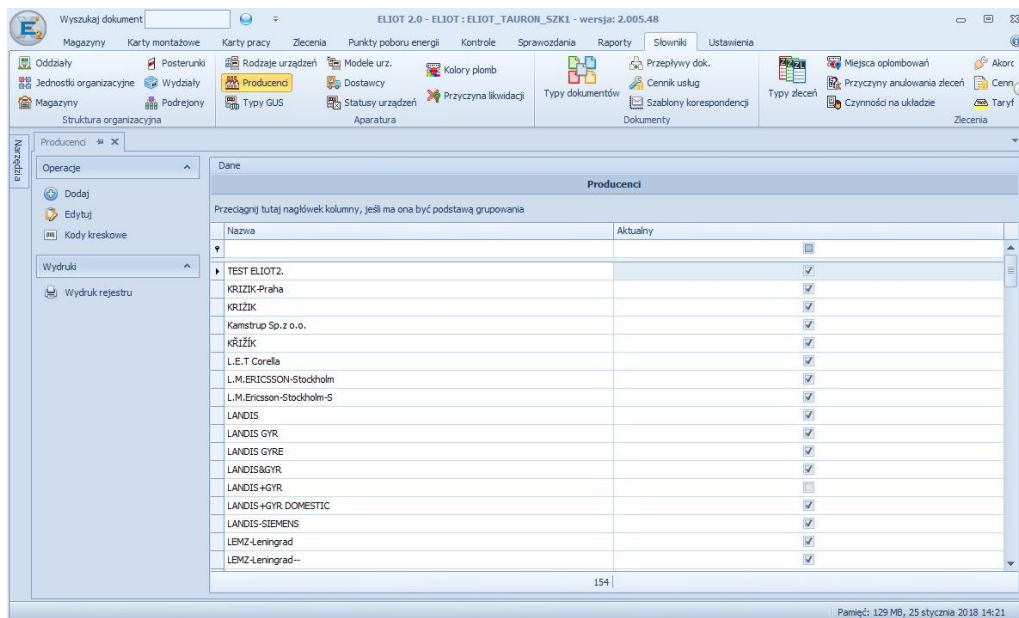 Wyszukaj dokument
ELIOT 2.0 - ELIOT : ELIOT_TAURON_SZK1 - wersja: 2.005.48
Magazyny Karty montażowe Karty pracy Zlecenia Punkty poboru energii Kontrole Sprawozdania Raporty Słowniki Ustawienia
Oddziały Posterunki Rodzaje urządzeń Modele urz. Kolory plomb Przepływy dok. Miejsca oplombowań Akord
Jednostki organizacyjne Wydziały Producenci Dostawcy Przyczyna likwidacji Typy dokumentów Cennik usług Typy zleceń Przyczyny anulowania zleceń Cenn
Magazyny Podrejony Typy GUS Statusy urządzeń Szablony korespondencji Czynności na układzie Taryf
Struktura organizacyjna Aparatura Dokumenty Zlecenia
Narzędzia
Producenci
Operacje
Dodaj
Edytuj
Kody kreskowe
Wydruki
Wydruk rejestru
Dane
Producenci
Przeciągnij tutaj nagłówek kolumny, jeśli ma ona być podstawą grupowania
Nazwa Aktualny
TEST ELIOT2.
KRIZIK-Praha
KRIŽIK
Kamstrup Sp.z o.o.
KŘIŽÍK
L.E.T Corella
L.M.ERICSSON-Stockholm
L.M.Ericsson-Stockholm-S
LANDIS
LANDIS GYR
LANDIS GYRE
LANDIS&GYR
LANDIS+GYR
LANDIS+GYR DOMESTIC
LANDIS-SIEMENS
LEMZ-Leningrad
LEMZ-Leningrad--
154
Pamięć: 129 MB, 25 stycznia 2018 14:21